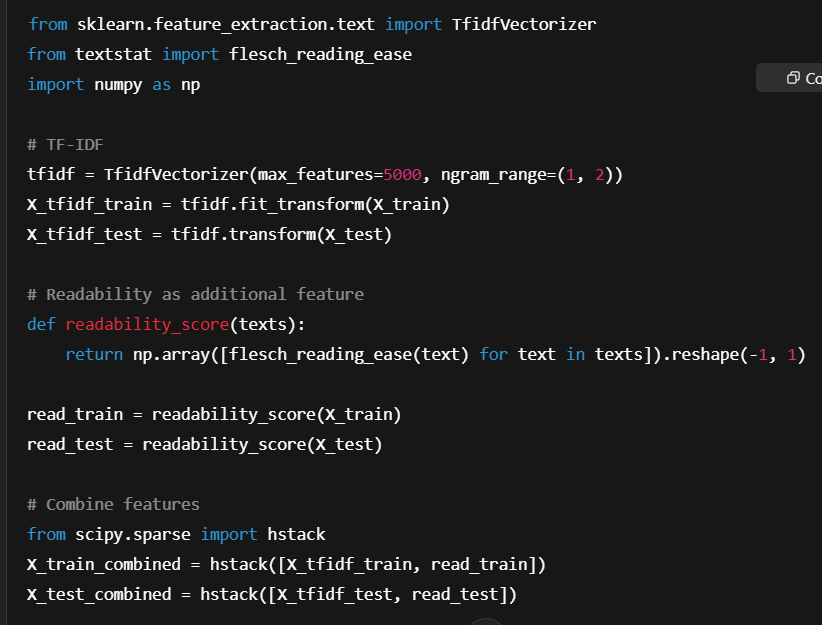 from sklearn.feature_extraction.text import TfidfVectorizer
from textstat import flesch_reading_ease
import numpy as np
Co
# TF-IDF
tfidf = TfidfVectorizer(max_features=5000, ngram_range=(1, 2))
X_tfidf_train = tfidf.fit_transform(X_train)
X_tfidf_test = tfidf.transform(X_test)
# Readability as additional feature
def readability_score(texts):
    return np.array([flesch_reading_ease(text) for text in texts]).reshape(-1, 1)
read_train = readability_score(X_train)
read_test = readability_score(X_test)
# Combine features
from scipy.sparse import hstack
X_train_combined = hstack([X_tfidf_train, read_train])
X_test_combined = hstack([X_tfidf_test, read_test])